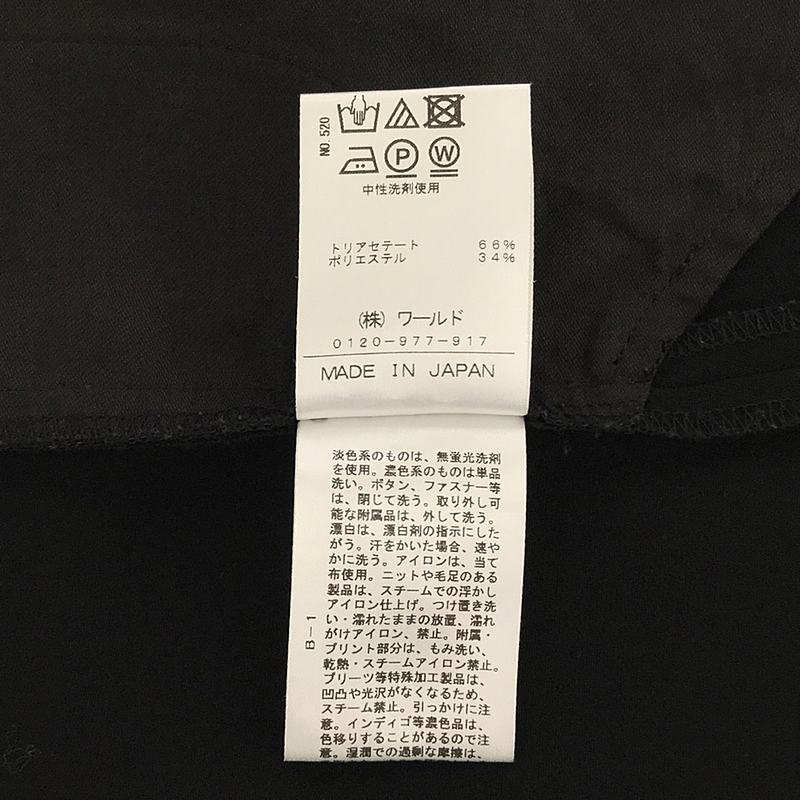 NO. 520
P W
中性洗剤使用
トリアセテート 66%
ポリエステル 34%
(株) ワールド
0120-977-917
MADE IN JAPAN
淡色系のものは、無蛍光洗剤
を使用。濃色系のものは単品
洗い。ボタン、ファスナー等
は、閉じて洗う。取り外し可
能な附属品は、外して洗う。
漂白は、漂白剤の指示にした
がう。汗をかいた場合、速や
かに洗う。アイロンは、当て
布使用。ニットや毛足のある
製品は、スチームでの浮かし
アイロン仕上げ。つけ置き洗
い・濡れたままの放置、濡れ
がけアイロン、禁止。附属・
プリント部分は、もみ洗い、
乾熱・スチームアイロン禁止。
プリーツ等特殊加工製品は、
凹凸や光沢がなくなるため、
スチーム禁止。引っかけに注
意。インディゴ等濃色品は、
色移りすることがあるので注
意。湿潤での過剰な摩擦は、
B-1